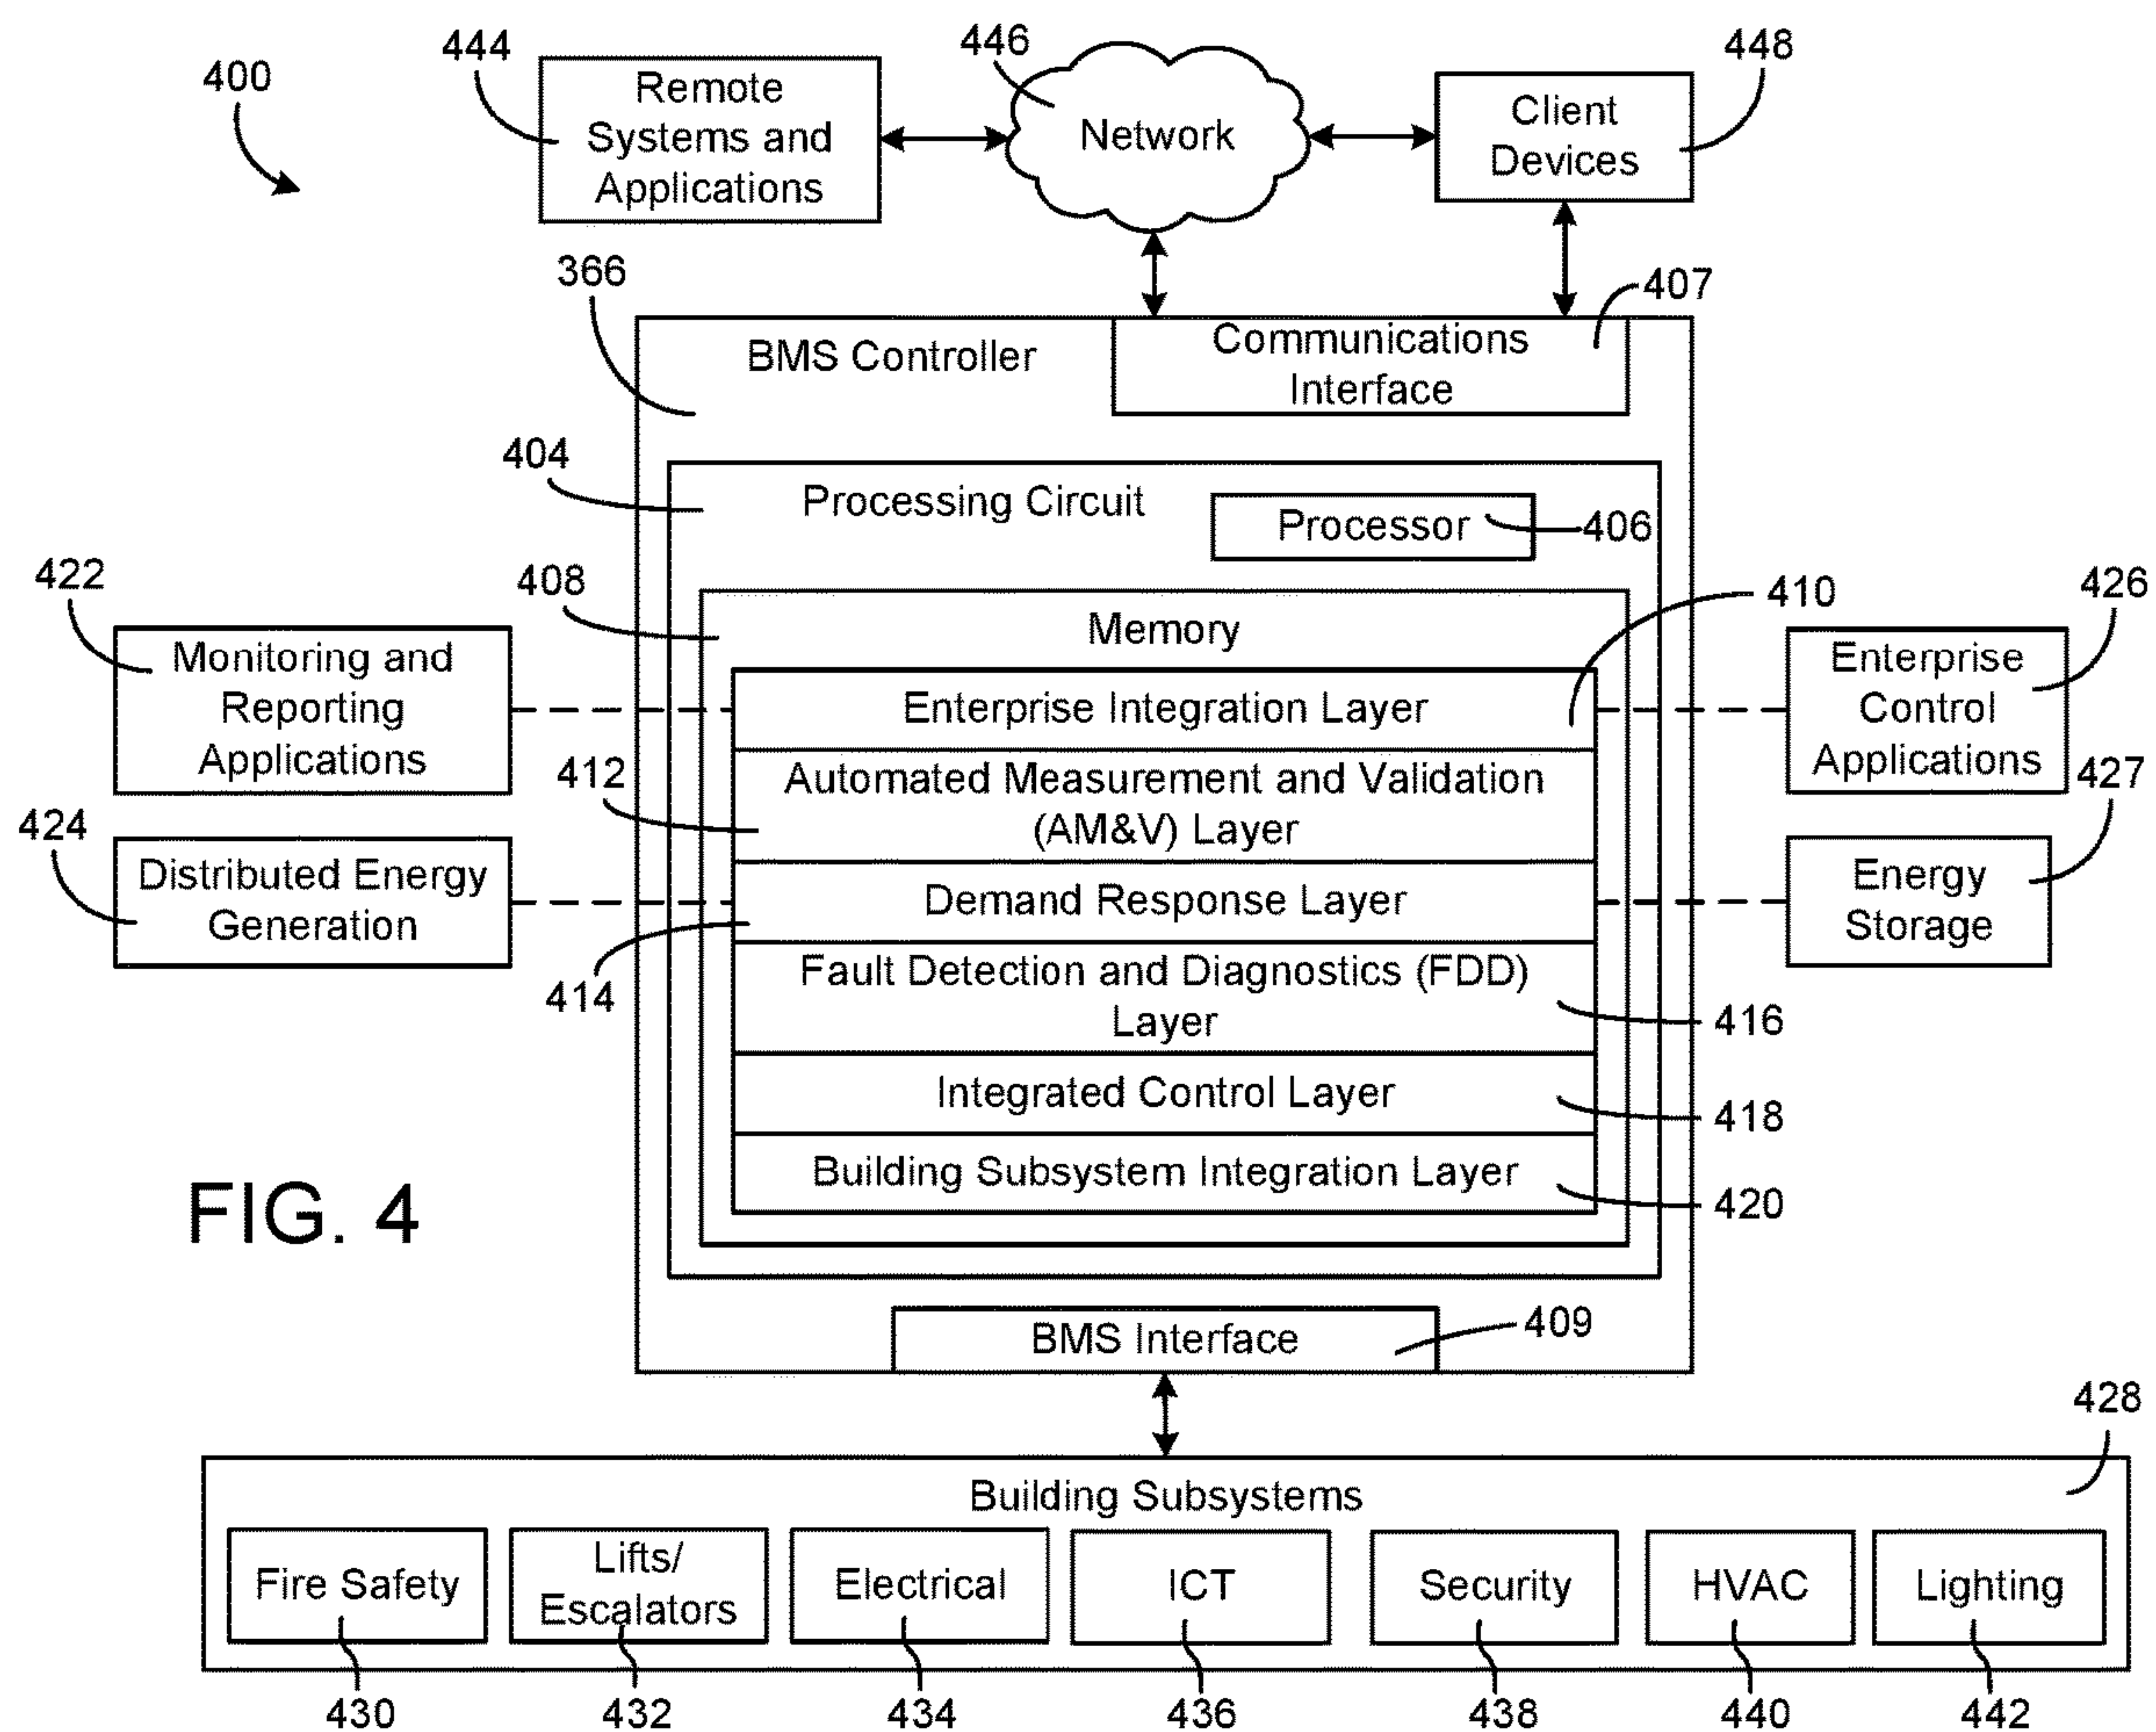 444
Remote
Systems and
Applications
446
Network
448
Client
Devices
400
366
BMS Controller
Communications
Interface
407
404
Processing Circuit
Processor
406
408
Memory
410
422
Monitoring and
Reporting
Applications
Enterprise Integration Layer
426
Enterprise
Control
Applications
412
Automated Measurement and Validation
(AM&V) Layer
427
424
Distributed Energy
Generation
Demand Response Layer
Energy
Storage
414
Fault Detection and Diagnostics (FDD)
Layer
416
Integrated Control Layer
418
Building Subsystem Integration Layer
420
FIG. 4
BMS Interface
409
428
Building Subsystems
Fire Safety
Lifts/
Escalators
Electrical
ICT
Security
HVAC
Lighting
430
432
434
436
438
440
442